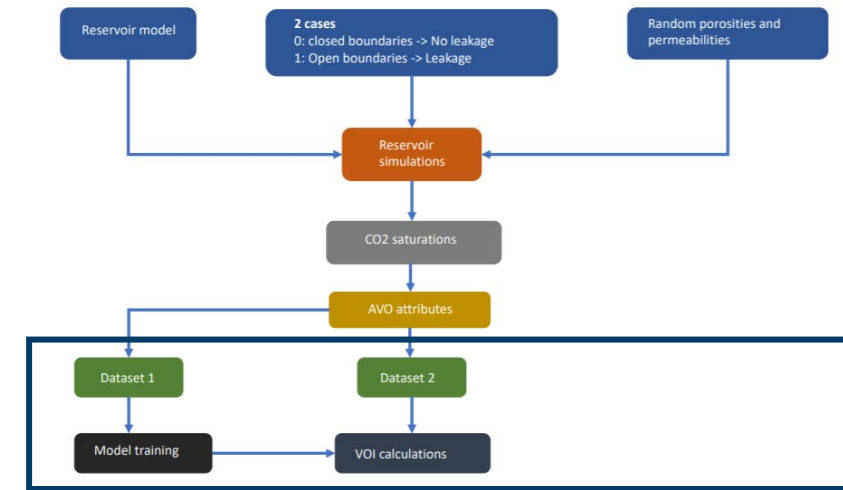 Reservoir model
2 cases
0: closed boundaries -> No leakage
1: Open boundaries -> Leakage
Random porosities and
permeabilities
Reservoir
simulations
CO2 saturations
AVO attributes
Dataset 1
Dataset 2
Model training
VOI calculations